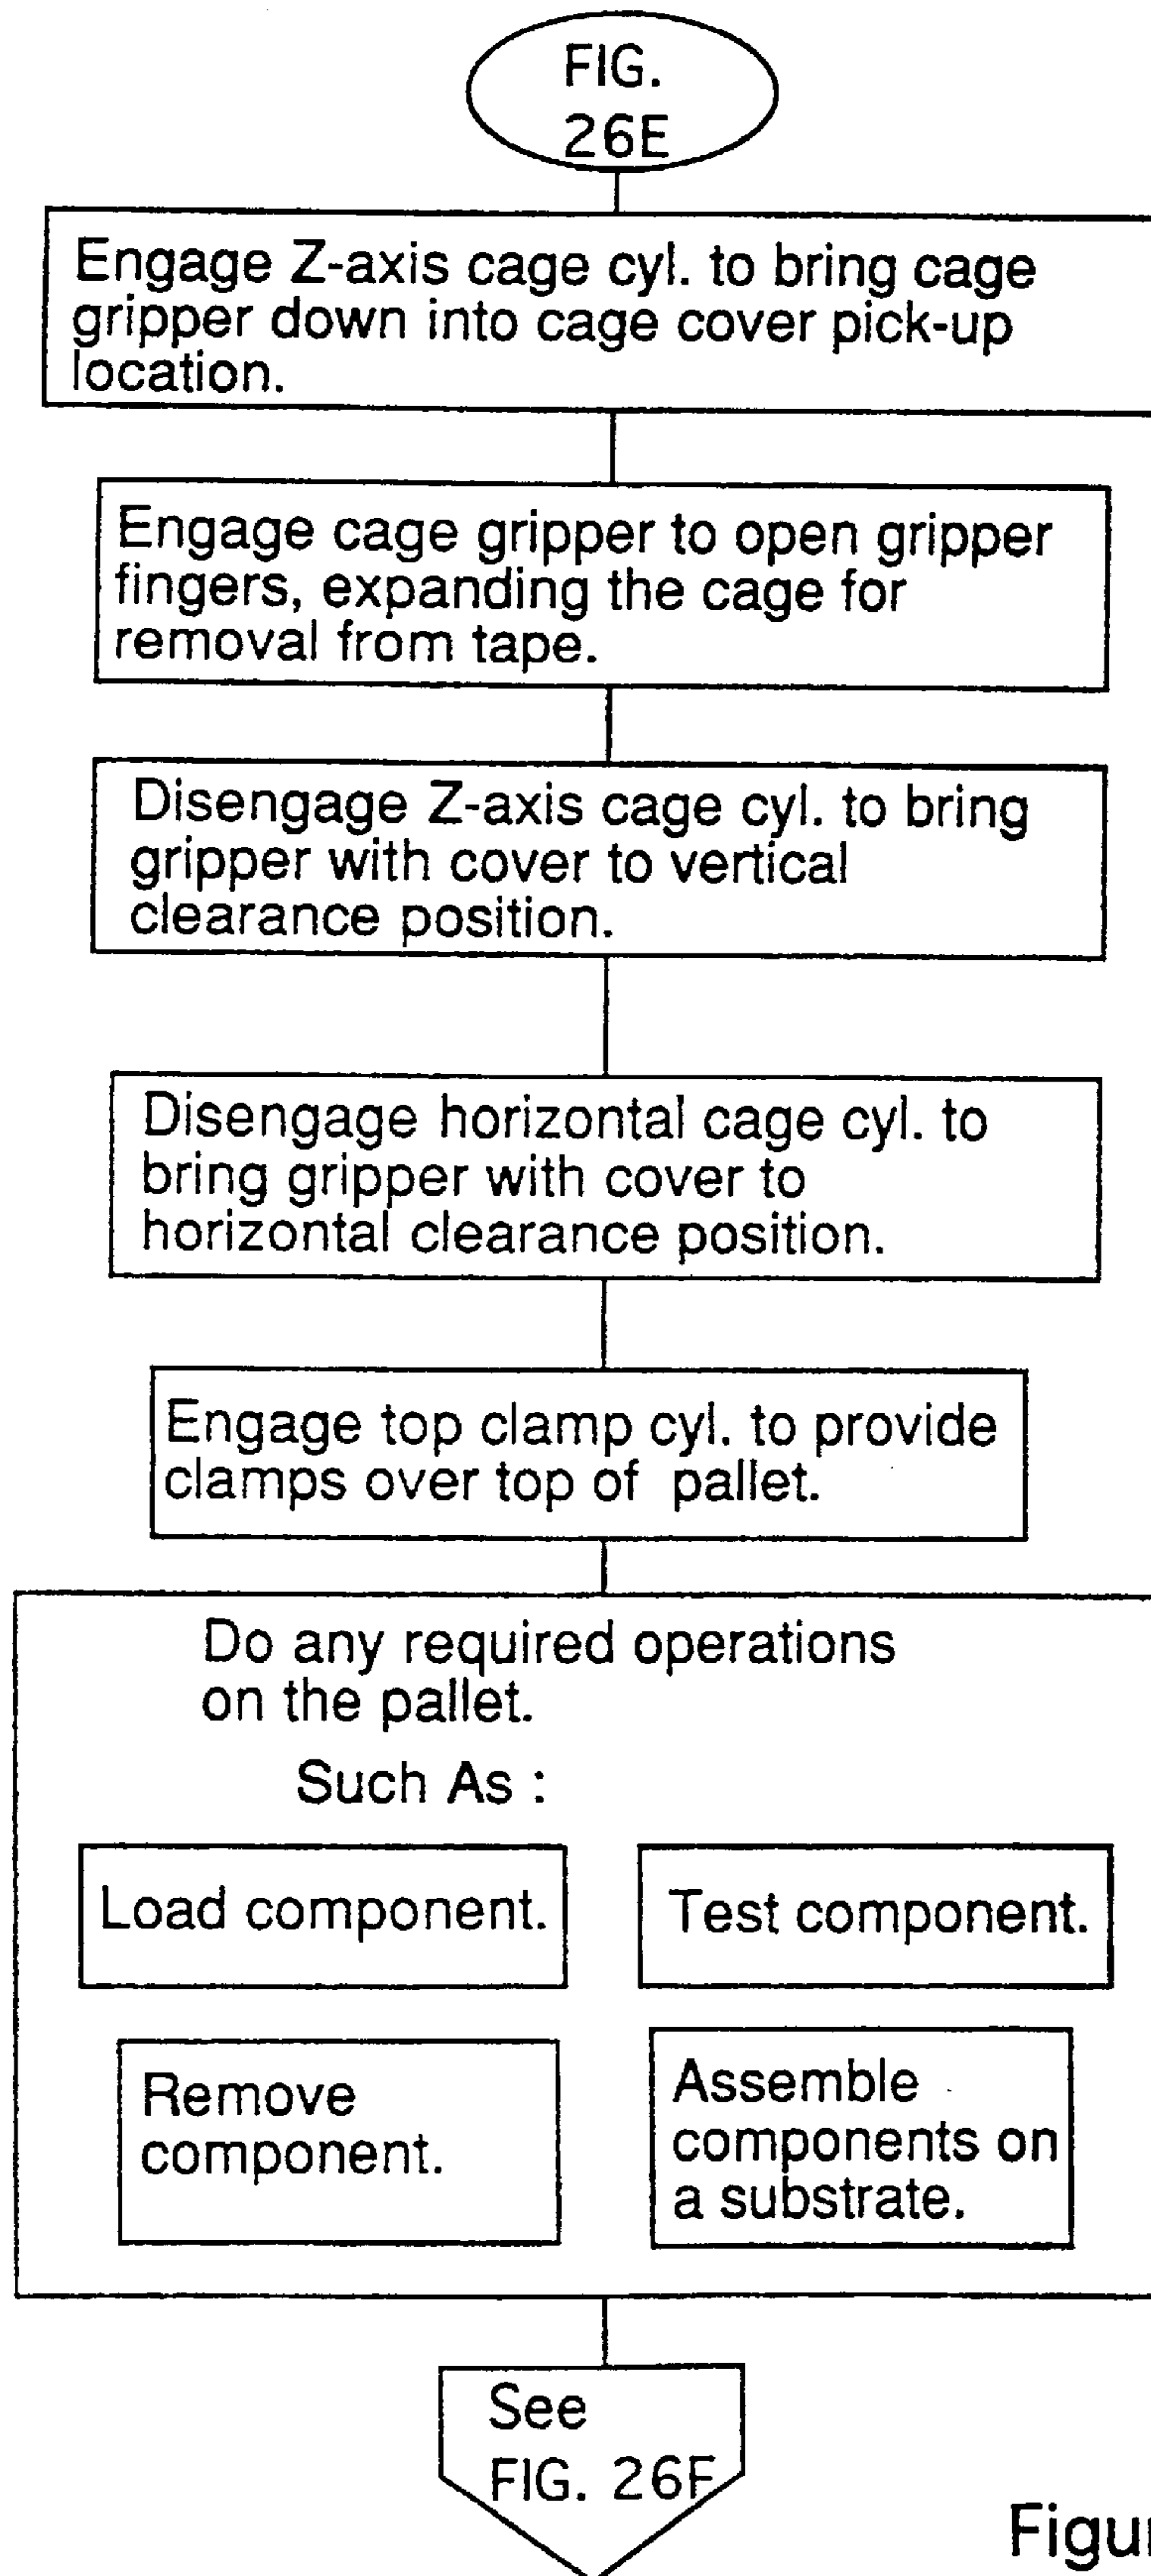 FIG.
26E
Engage Z-axis cage cyl. to bring cage
gripper down into cage cover pick-up
location.
Engage cage gripper to open gripper
fingers, expanding the cage for
removal from tape.
Disengage Z-axis cage cyl. to bring
gripper with cover to vertical
clearance position.
Disengage horizontal cage cyl. to
bring gripper with cover to
horizontal clearance position.
Engage top clamp cyl. to provide
clamps over top of pallet.
Do any required operations
on the pallet.
Such As :
Load component.
Test component.
Remove
component.
Assemble
components on
a substrate.
See
FIG. 26F